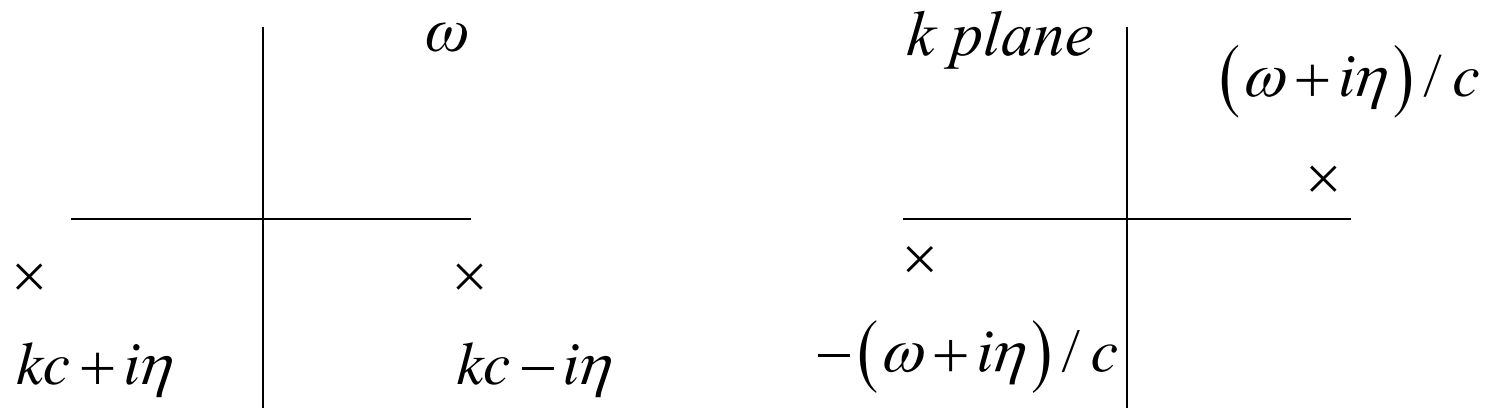 ω
kc + iη
kc − iη
k plane
(ω + iη) / c
−(ω + iη) / c